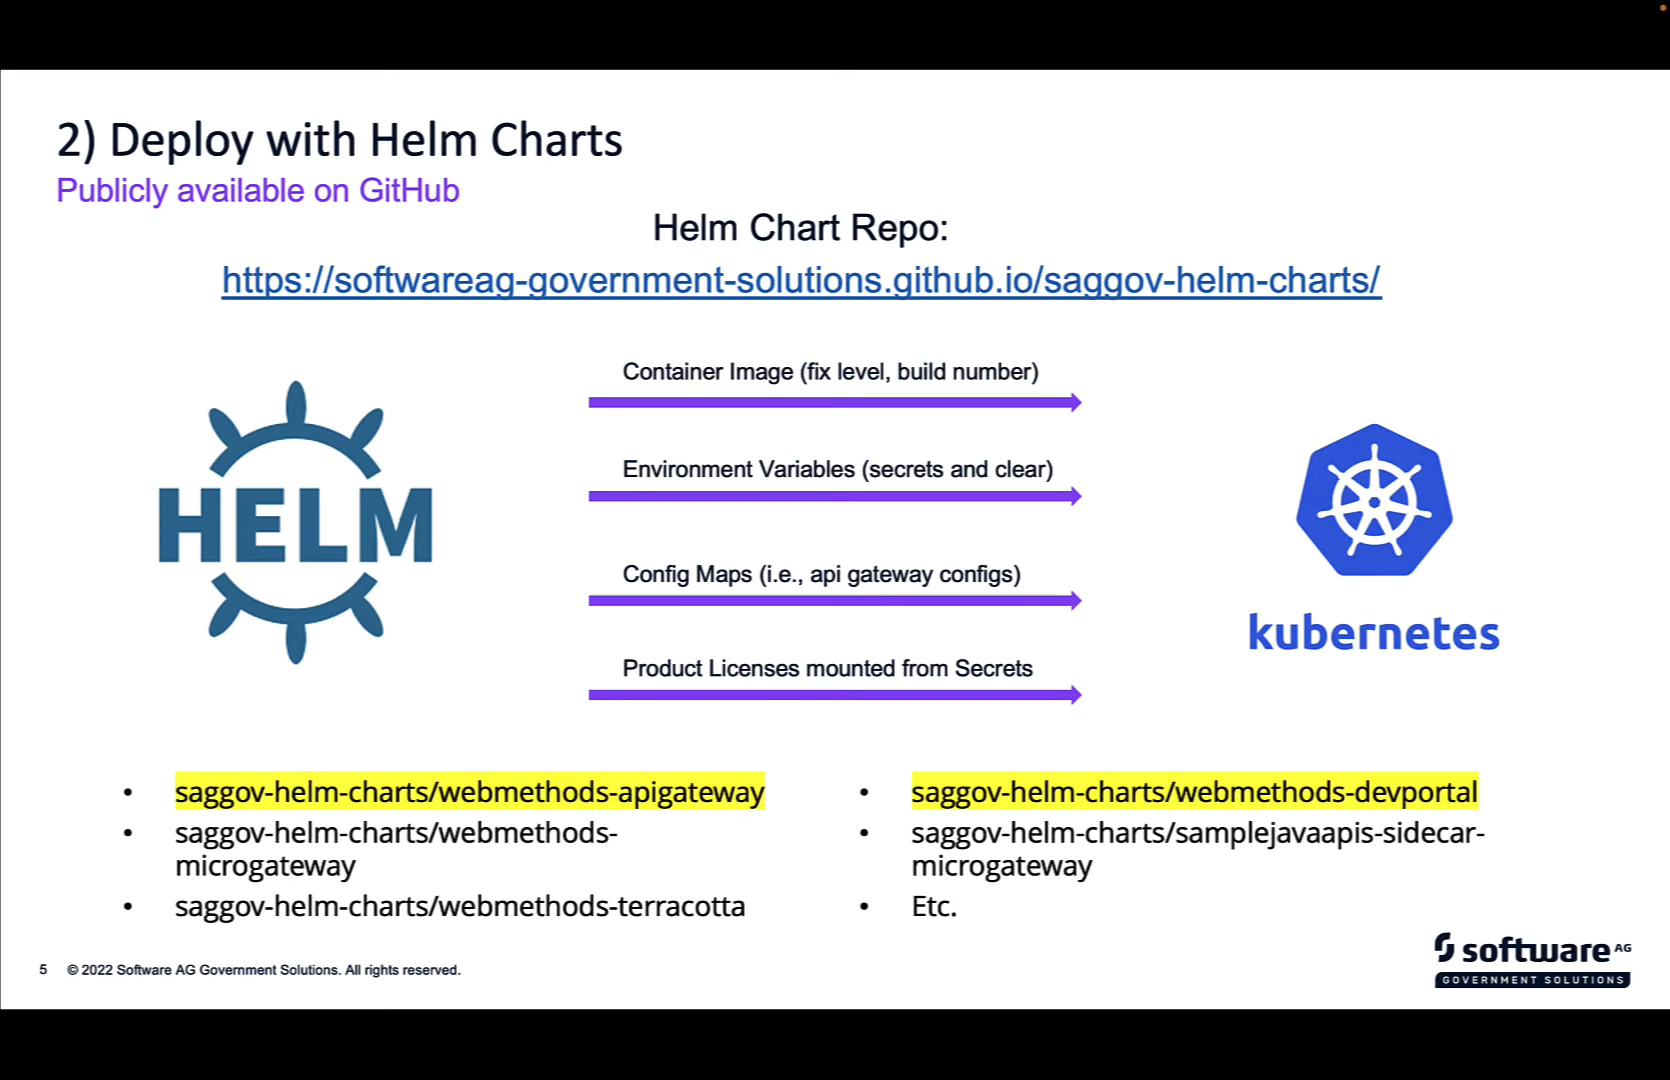 2) Deploy with Helm Charts
Publicly available on GitHub
Helm Chart Repo:
https://softwareag-government-solutions.github.io/saggov-helm-charts/
Container Image (fix level, build number)
Environment Variables (secrets and clear)
Config Maps (i.e., api gateway configs)
Product Licenses mounted from Secrets
HELM
kubernetes
• saggov-helm-charts/webmethods-apigateway
• saggov-helm-charts/webmethods-
microgateway
• saggov-helm-charts/webmethods-terracotta
• saggov-helm-charts/webmethods-devportal
• saggov-helm-charts/samplejavaapis-sidecar-
microgateway
• Etc.
5 © 2022 Software AG Government Solutions. All rights reserved.
software AG
GOVERNMENT SOLUTIONS